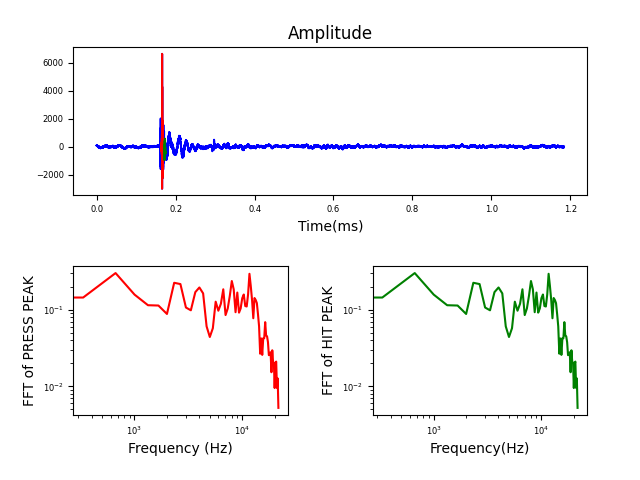 Amplitude
6000
4000
2000
0
−2000
0.0 0.2 0.4 0.6 0.8 1.0 1.2
Time(ms)
FFT of PRESS PEAK
10⁻¹
10⁻²
10³ 10⁴
Frequency (Hz)
FFT of HIT PEAK
10⁻¹
10⁻²
10³ 10⁴
Frequency(Hz)